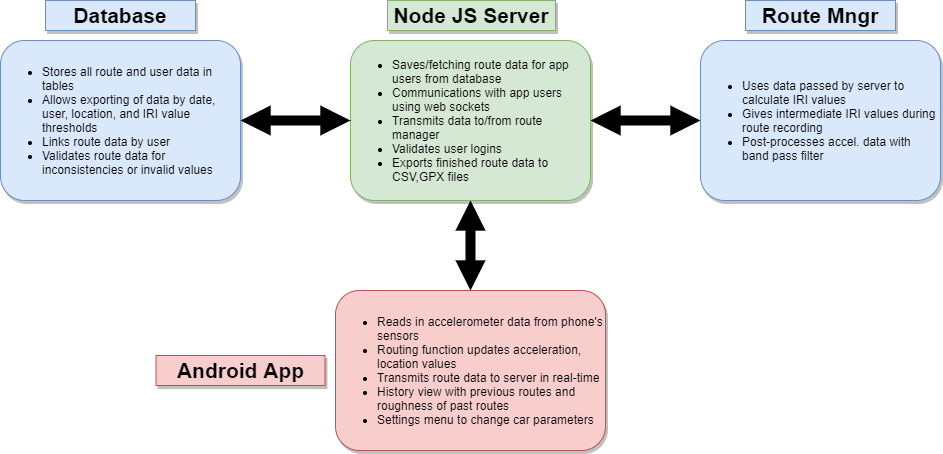 Database
Node JS Server
Route Mngr
• Stores all route and user data in
tables
• Allows exporting of data by date,
user, location, and IRI value
thresholds
• Links route data by user
• Validates route data for
inconsistencies or invalid values
• Saves/fetching route data for app
users from database
• Communications with app users
using web sockets
• Transmits data to/from route
manager
• Validates user logins
• Exports finished route data to
CSV,GPX files
• Uses data passed by server to
calculate IRI values
• Gives intermediate IRI values during
route recording
• Post-processes accel. data with
band pass filter
Android App
• Reads in accelerometer data from phone's
sensors
• Routing function updates acceleration,
location values
• Transmits route data to server in real-time
• History view with previous routes and
roughness of past routes
• Settings menu to change car parameters